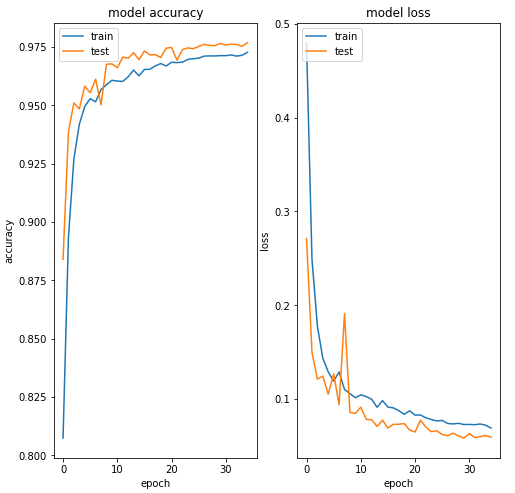 model accuracy
train
test
0.975
0.950
0.925
0.900
0.875
0.850
0.825
0.800
accuracy
0
10
20
30
epoch
model loss
train
test
0.5
0.4
0.3
0.2
0.1
loss
0
10
20
30
epoch